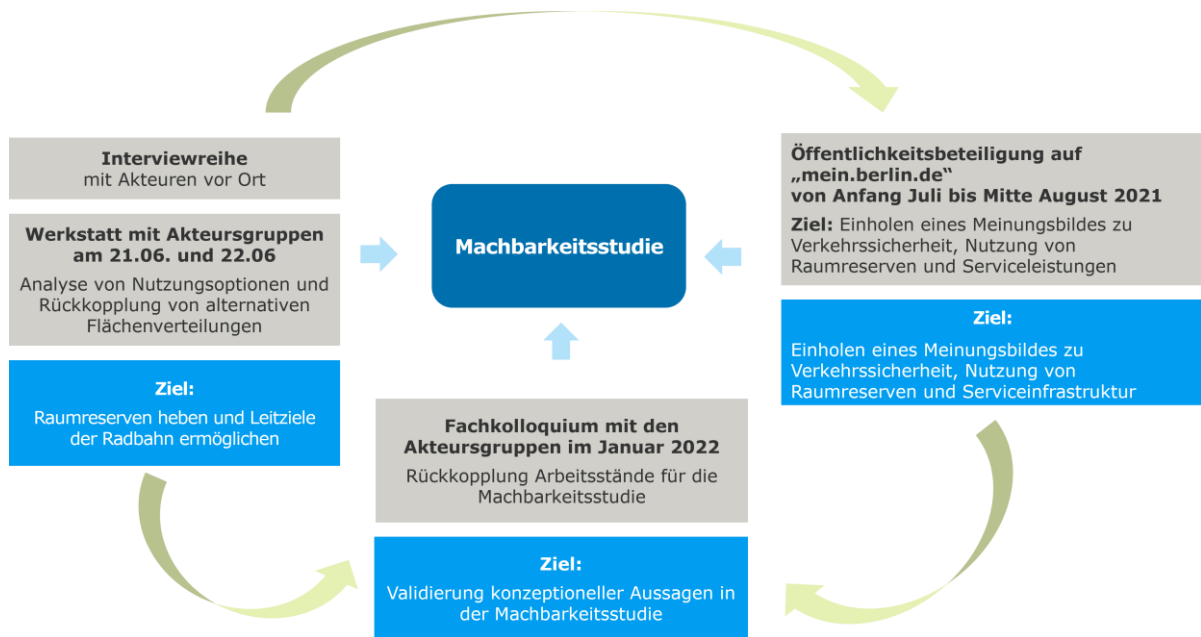 Interviewreihe
mit Akteuren vor Ort
Werkstatt mit Akteursgruppen
am 21.06. und 22.06
Analyse von Nutzungsoptionen und
Rückkopplung von alternativen
Flächenverteilungen
Ziel:
Raumreserven heben und Leitziele
der Radbahn ermöglichen
Machbarkeitsstudie
Fachkolloquium mit den
Akteursgruppen im Januar 2022
Rückkopplung Arbeitsstände für die
Machbarkeitsstudie
Ziel:
Validierung konzeptioneller Aussagen in
der Machbarkeitsstudie
Öffentlichkeitsbeteiligung auf
„mein.berlin.de“
von Anfang Juli bis Mitte August 2021
Ziel: Einholen eines Meinungsbildes zu
Verkehrssicherheit, Nutzung von
Raumreserven und Serviceleistungen
Ziel:
Einholen eines Meinungsbildes zu
Verkehrssicherheit, Nutzung von
Raumreserven und Serviceinfrastruktur